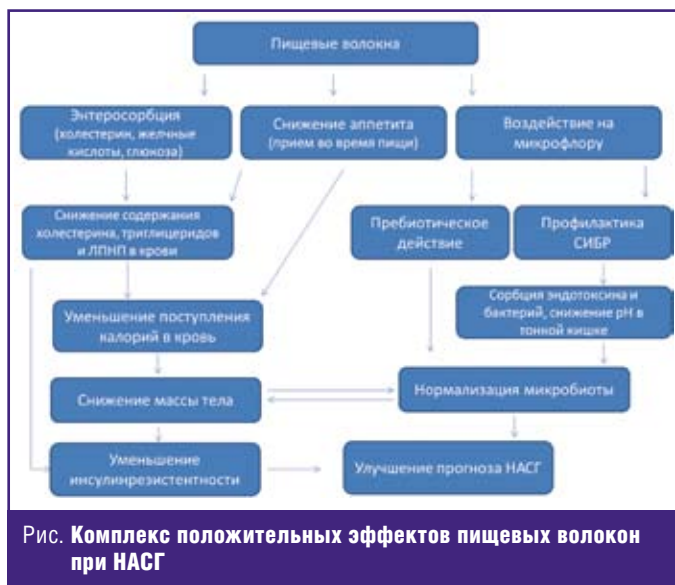 Пищевые волокна
Энтеросорбция
(холестерин, желчные
кислоты, глюкоза)
Снижение аппетита
(прием во время пищи)
Воздействие на
микрофлору
Снижение содержания
холестерина, триглицеридов
и ЛПНП в крови
Пребиотическое
действие
Профилактика
СИБР
Уменьшение поступления
калорий в кровь
Сорбция эндотоксина и
бактерий, снижение pH в
тонкой кишке
Снижение массы тела
Нормализация микробиоты
Уменьшение
инсулинрезистентности
Улучшение прогноза НАСГ
Рис. Комплекс положительных эффектов пищевых волокон
при НАСГ